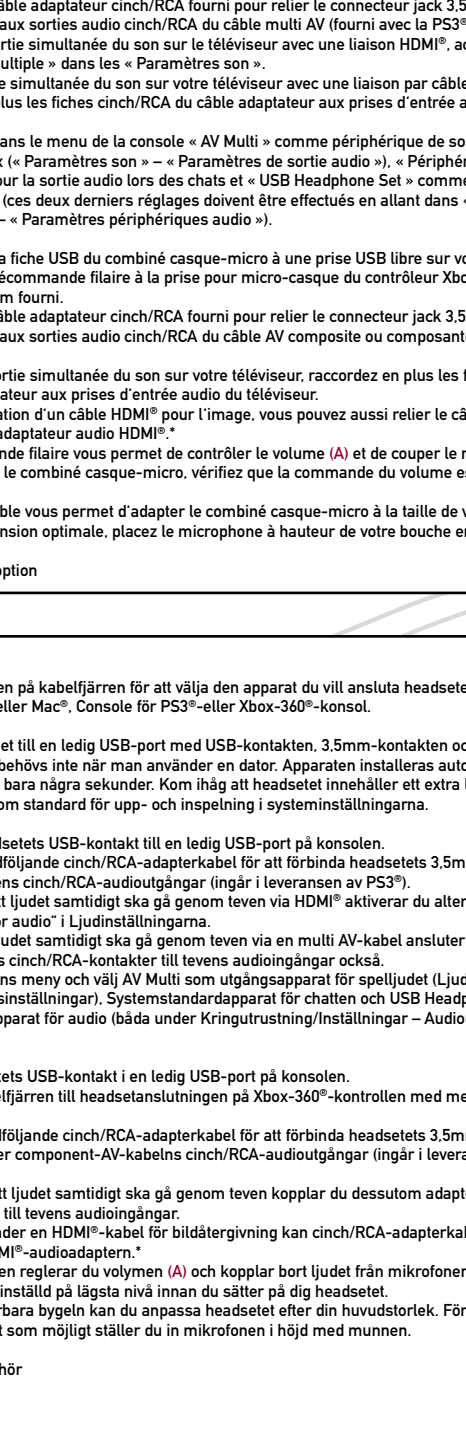 câble adaptateur cinch/RCA fourni pour relier le connecteur jack 3,5
aux sorties audio cinch/RCA du câble multi AV (fourni avec la PS3®
ortie simultanée du son sur le téléviseur avec une liaison HDMI®, ac
ultiple » dans les « Paramètres son ».
e simultanée du son sur votre téléviseur avec une liaison par câble
plus les fiches cinch/RCA du câble adaptateur aux prises d‘entrée a
ans le menu de la console « AV Multi » comme périphérique de so
x (« Paramètres son » – « Paramètres de sortie audio »), « Périphér
our la sortie audio lors des chats et « USB Headphone Set » comme
(ces deux derniers réglages doivent être effectués en allant dans «
– « Paramètres périphériques audio »).
a fiche USB du combiné casque-micro à une prise USB libre sur vo
élécommande filaire à la prise pour micro-casque du contrôleur Xbo
m fourni.
âble adaptateur cinch/RCA fourni pour relier le connecteur jack 3,5
aux sorties audio cinch/RCA du câble AV composite ou composante
ortie simultanée du son sur votre téléviseur, raccordez en plus les f
ateur aux prises d‘entrée audio du téléviseur.
ation d‘un câble HDMI® pour l‘image, vous pouvez aussi relier le câ
adaptateur audio HDMI®.*
nde filaire vous permet de contrôler le volume (A) et de couper le m
le combiné casque-micro, vérifiez que la commande du volume es
ble vous permet d‘adapter le combiné casque-micro à la taille de v
ension optimale, placez le microphone à hauteur de votre bouche en
option
en på kabelfjärren för att välja den apparat du vill ansluta headsete
eller Mac®, Console för PS3®-eller Xbox-360®-konsol.
et till en ledig USB-port med USB-kontakten, 3,5mm-kontakten oc
behövs inte när man använder en dator. Apparaten installeras auto
bara några sekunder. Kom ihåg att headsetet innehåller ett extra l
om standard för upp- och inspelning i systeminställningarna.
dsetets USB-kontakt till en ledig USB-port på konsolen.
dföljande cinch/RCA-adapterkabel för att förbinda headsetets 3,5m
ens cinch/RCA-audioutgångar (ingår i leveransen av PS3®).
tt ljudet samtidigt ska gå genom teven via HDMI® aktiverar du alter
ör audio“ i Ljudinställningarna.
judet samtidigt ska gå genom teven via en multi AV-kabel ansluter
s cinch/RCA-kontakter till tevens audioingångar också.
ns meny och välj AV Multi som utgångsapparat för spelljudet (Ljud
sinställningar), Systemstandardapparat för chatten och USB Headp
pparat för audio (båda under Kringutrustning/Inställningar – Audio
tets USB-kontakt i en ledig USB-port på konsolen.
elfjärren till headsetanslutningen på Xbox-360®-kontrollen med me
dföljande cinch/RCA-adapterkabel för att förbinda headsetets 3,5mm
er component-AV-kabelns cinch/RCA-audioutgångar (ingår i levera
tt ljudet samtidigt ska gå genom teven kopplar du dessutom adapte
till tevens audioingångar.
nder en HDMI®-kabel för bildåtergivning kan cinch/RCA-adapterkal
MI®-audioadaptern.*
en reglerar du volymen (A) och kopplar bort ljudet från mikrofonen
inställd på lägsta nivå innan du sätter på dig headsetet.
rbara bygeln kan du anpassa headsetet efter din huvudstorlek. För
t som möjligt ställer du in mikrofonen i höjd med munnen.
hör